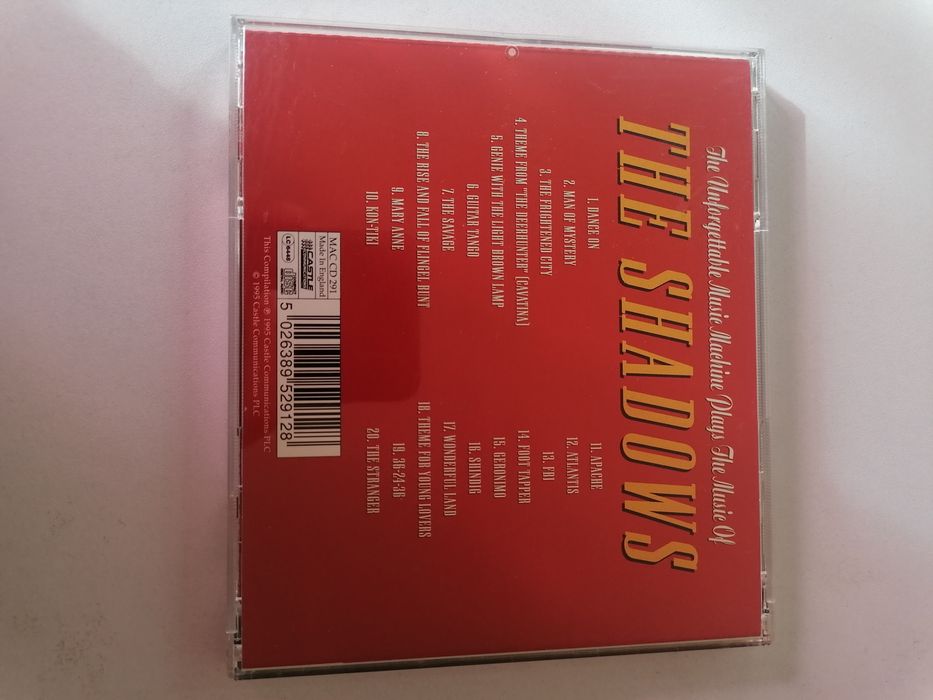 The Unforgettable Music Machine Plays The Music Of
THE SHADOWS
1. DANCE ON
2. MAN OF MYSTERY
3. THE FRIGHTENED CITY
4. THEME FROM "THE DEERHUNTER" (CAVATINA)
5. GENIE WITH THE LIGHT BROWN LAMP
6. GUITAR TANGO
7. THE SAVAGE
8. THE RISE AND FALL OF FLINGEL BUNT
9. MARY ANNE
10. KON-TIKI
11. APACHE
12. ATLANTIS
13. FBI
14. FOOT TAPPER
15. GERONIMO
16. SHINDIG
17. WONDERFUL LAND
18. THEME FOR YOUNG LOVERS
19. 36-24-36
20. THE STRANGER
MAC CD 291
Made In England
CASTLE
LC 6448
5 026389 529128
This Compilation ℗ 1995 Castle Communications PLC
© 1995 Castle Communications PLC